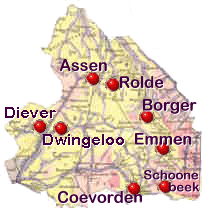 Assen
Rolde
Borger
Diever
Dwingeloo
Emmen
Schoone
beek
Coevorden